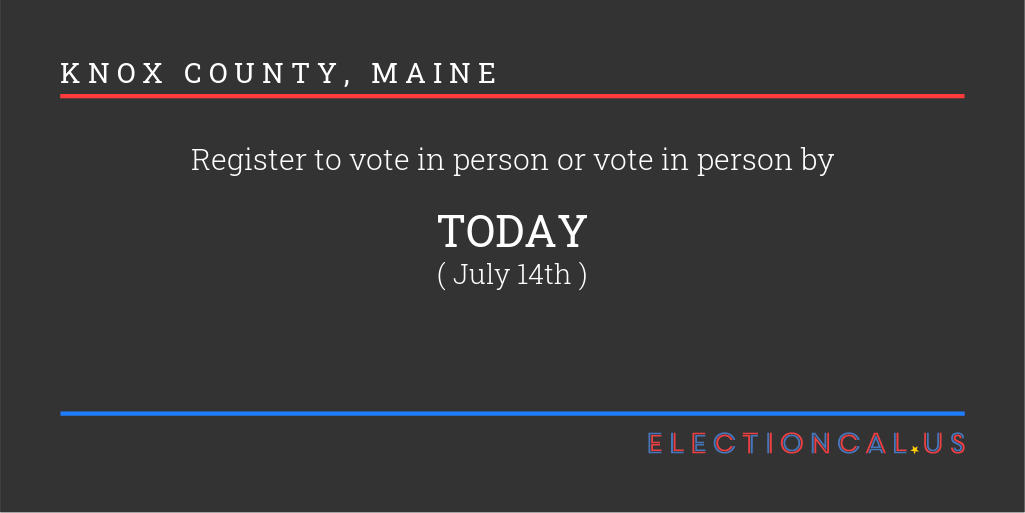 KNOX COUNTY, MAINE
Register to vote in person or vote in person by
TODAY
( July 14th )
ELECTIONCAL.US